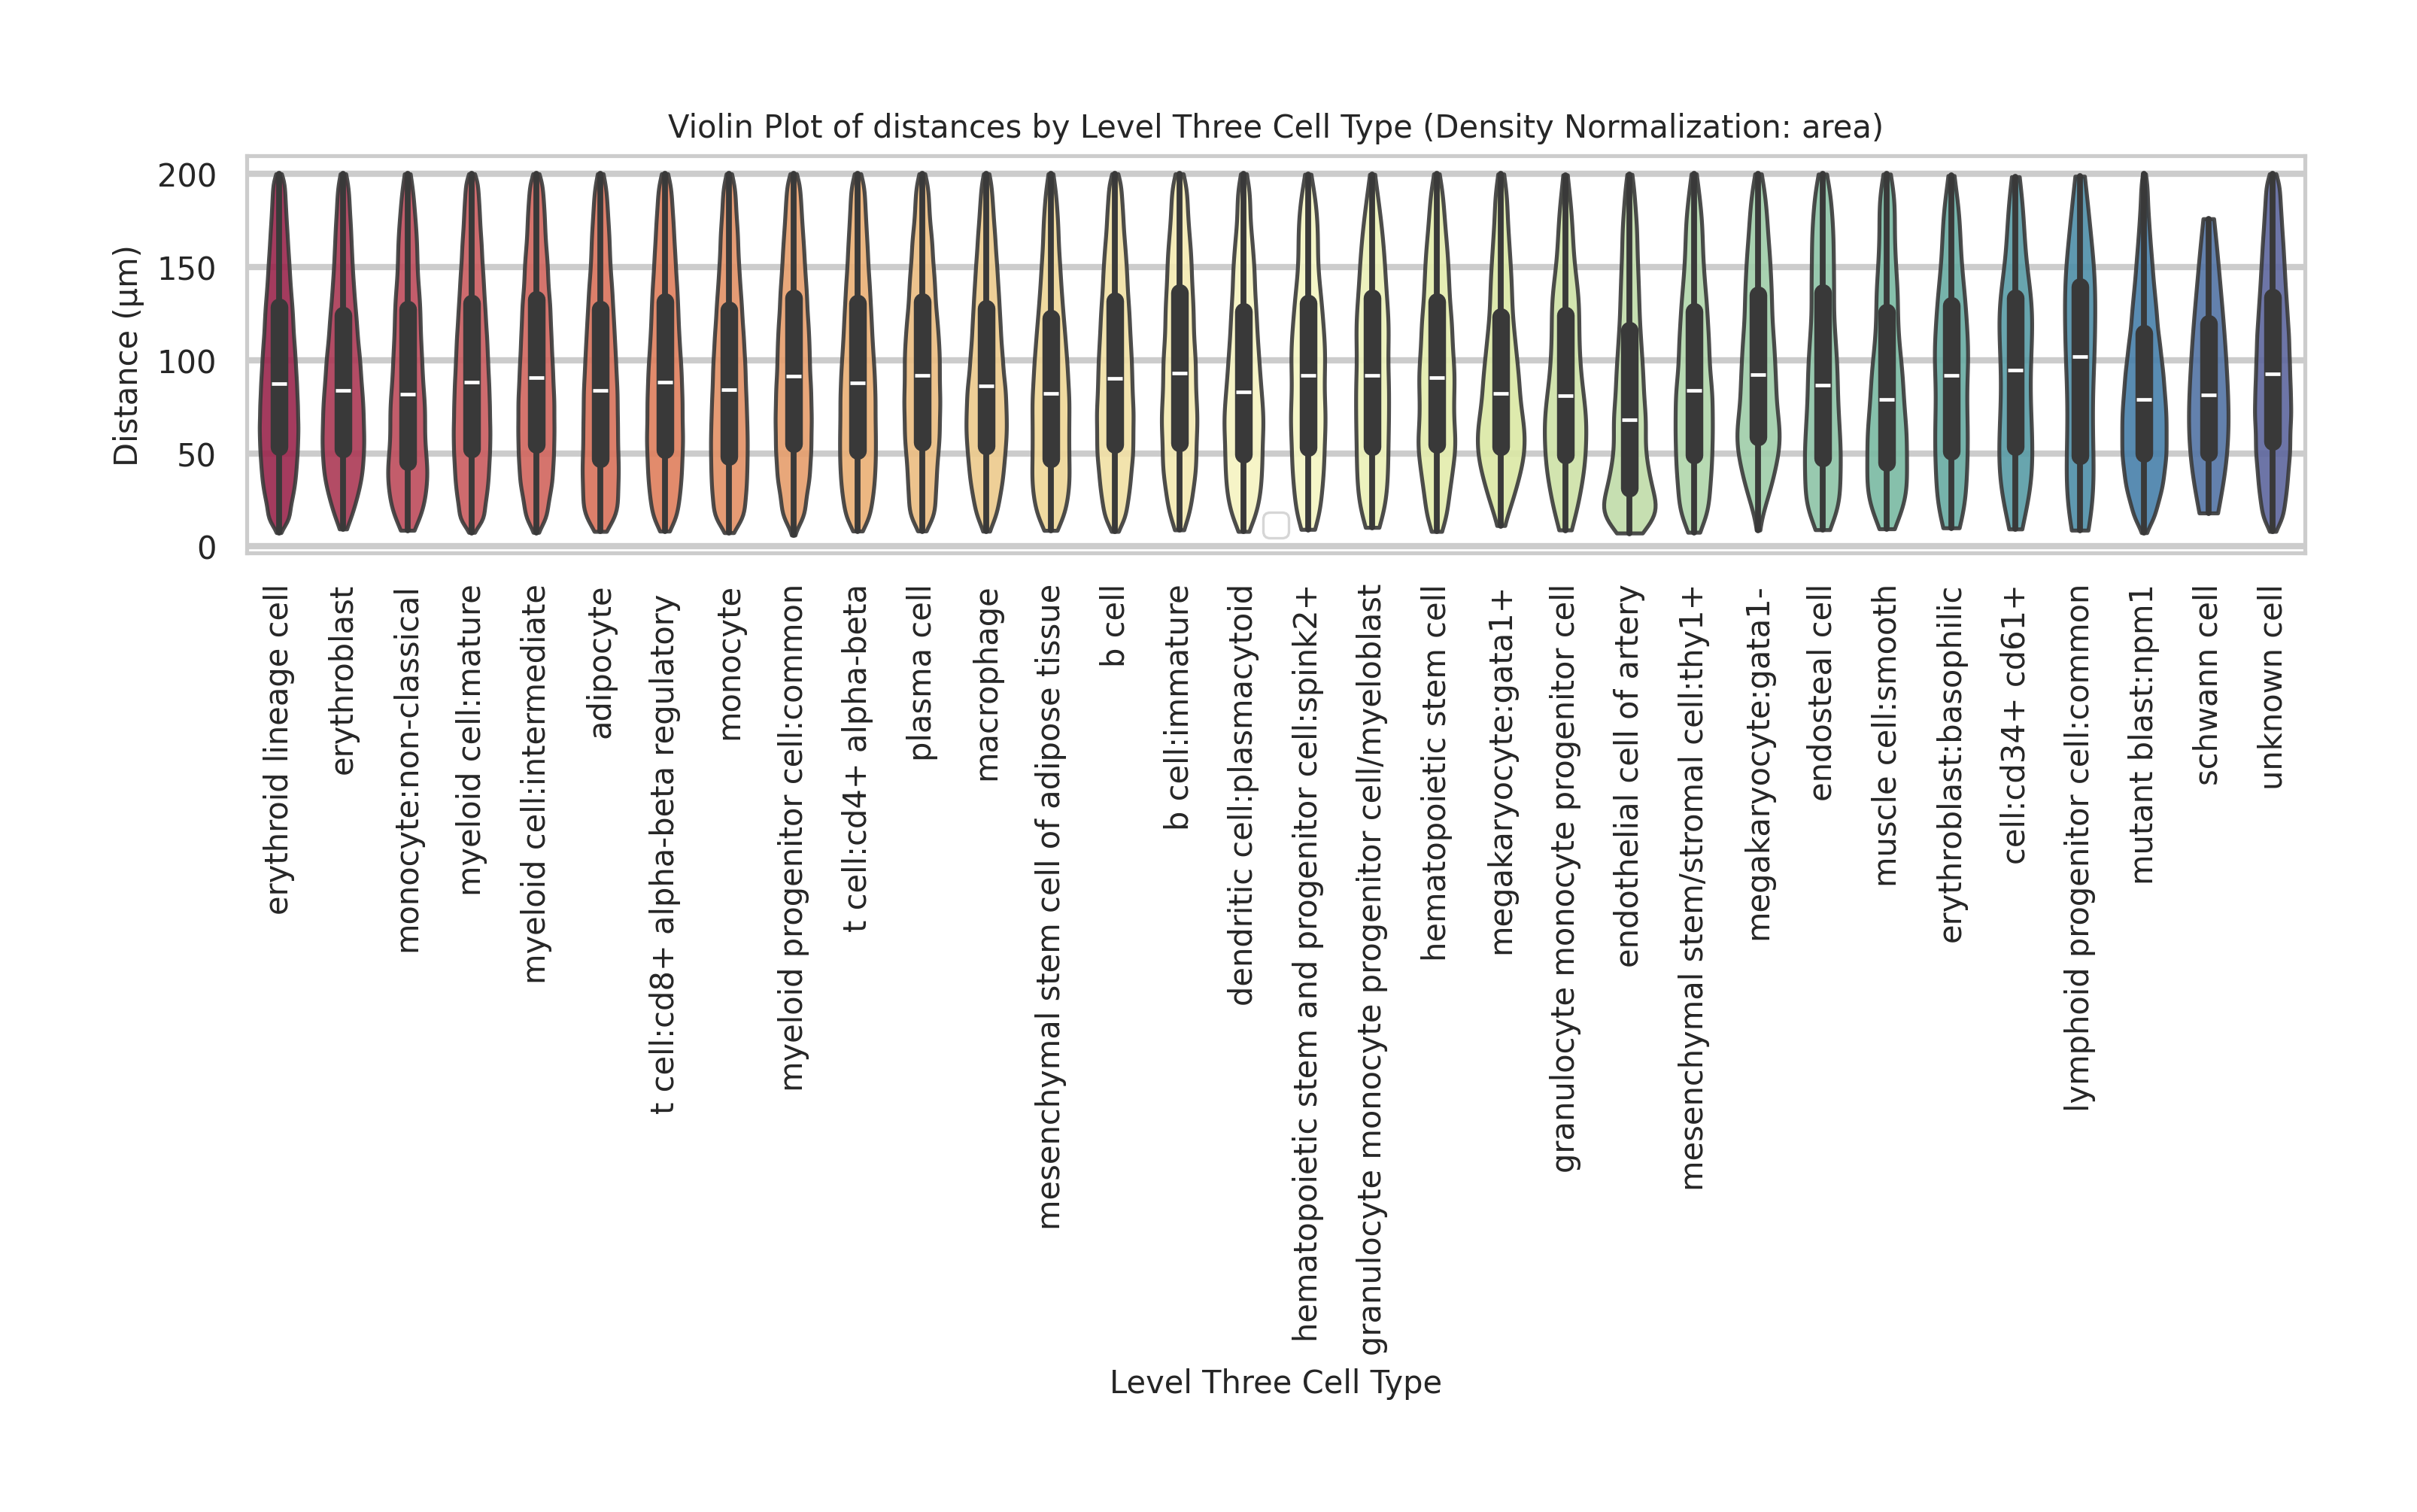 Violin Plot of distances by Level Three Cell Type (Density Normalization: area)
Distance (μm)
200
150
100
50
0
erythroid lineage cell
erythroblast
monocyte:non-classical
myeloid cell:mature
myeloid cell:intermediate
adipocyte
t cell:cd8+ alpha-beta regulatory
monocyte
myeloid progenitor cell:common
t cell:cd4+ alpha-beta
plasma cell
macrophage
mesenchymal stem cell of adipose tissue
b cell
b cell:immature
dendritic cell:plasmacytoid
hematopoietic stem and progenitor cell:spink2+
granulocyte monocyte progenitor cell/myeloblast
hematopoietic stem cell
megakaryocyte:gata1+
granulocyte monocyte progenitor cell
endothelial cell of artery
mesenchymal stem/stromal cell:thy1+
megakaryocyte:gata1-
endosteal cell
muscle cell:smooth
erythroblast:basophilic
cell:cd34+ cd61+
lymphoid progenitor cell:common
mutant blast:npm1
schwann cell
unknown cell
Level Three Cell Type